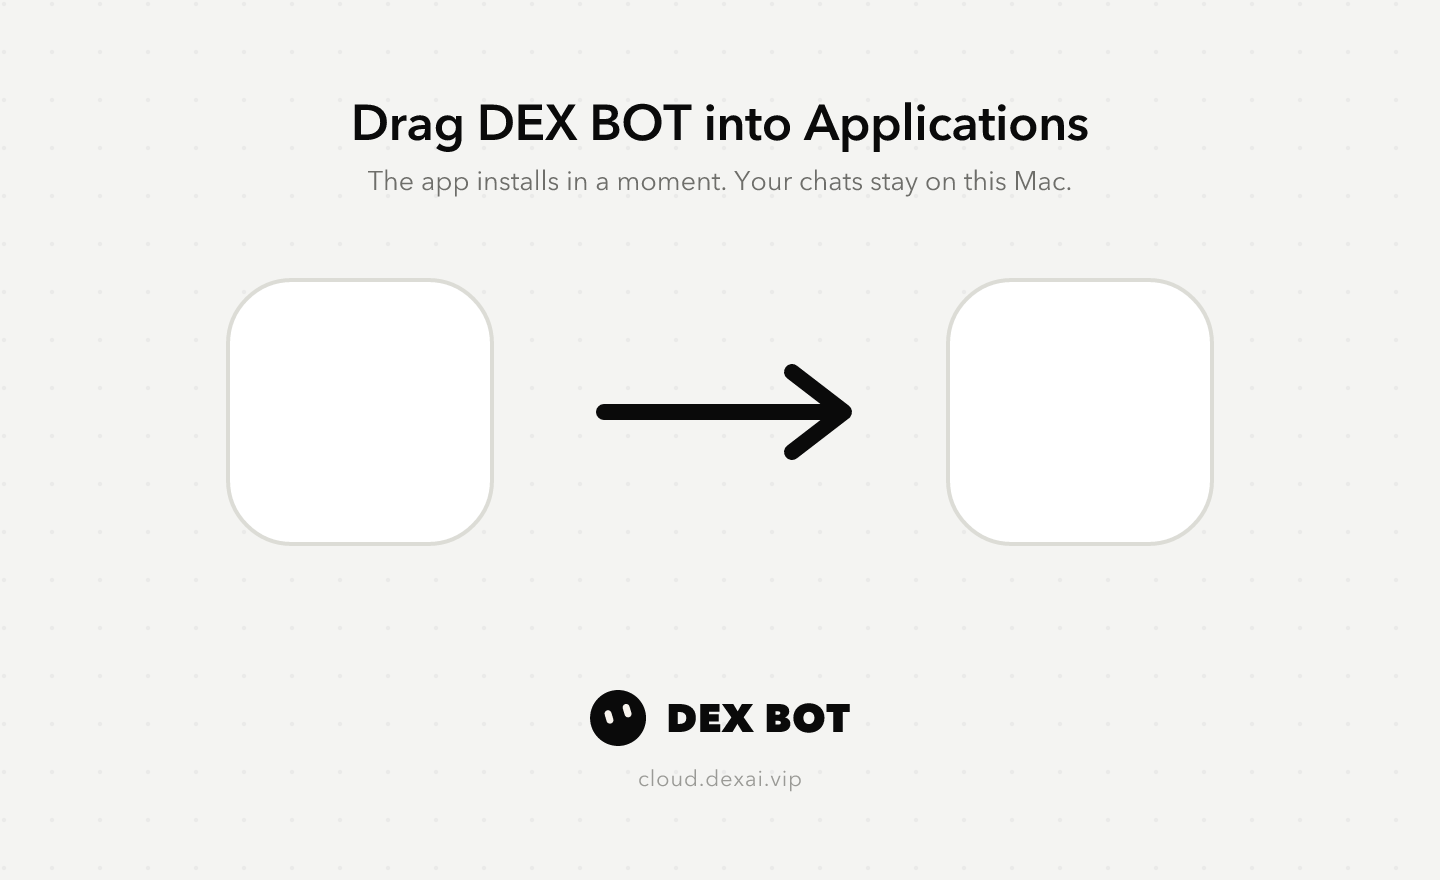 Drag DEX BOT into Applications
The app installs in a moment. Your chats stay on this Mac.
DEX BOT
cloud.dexai.vip